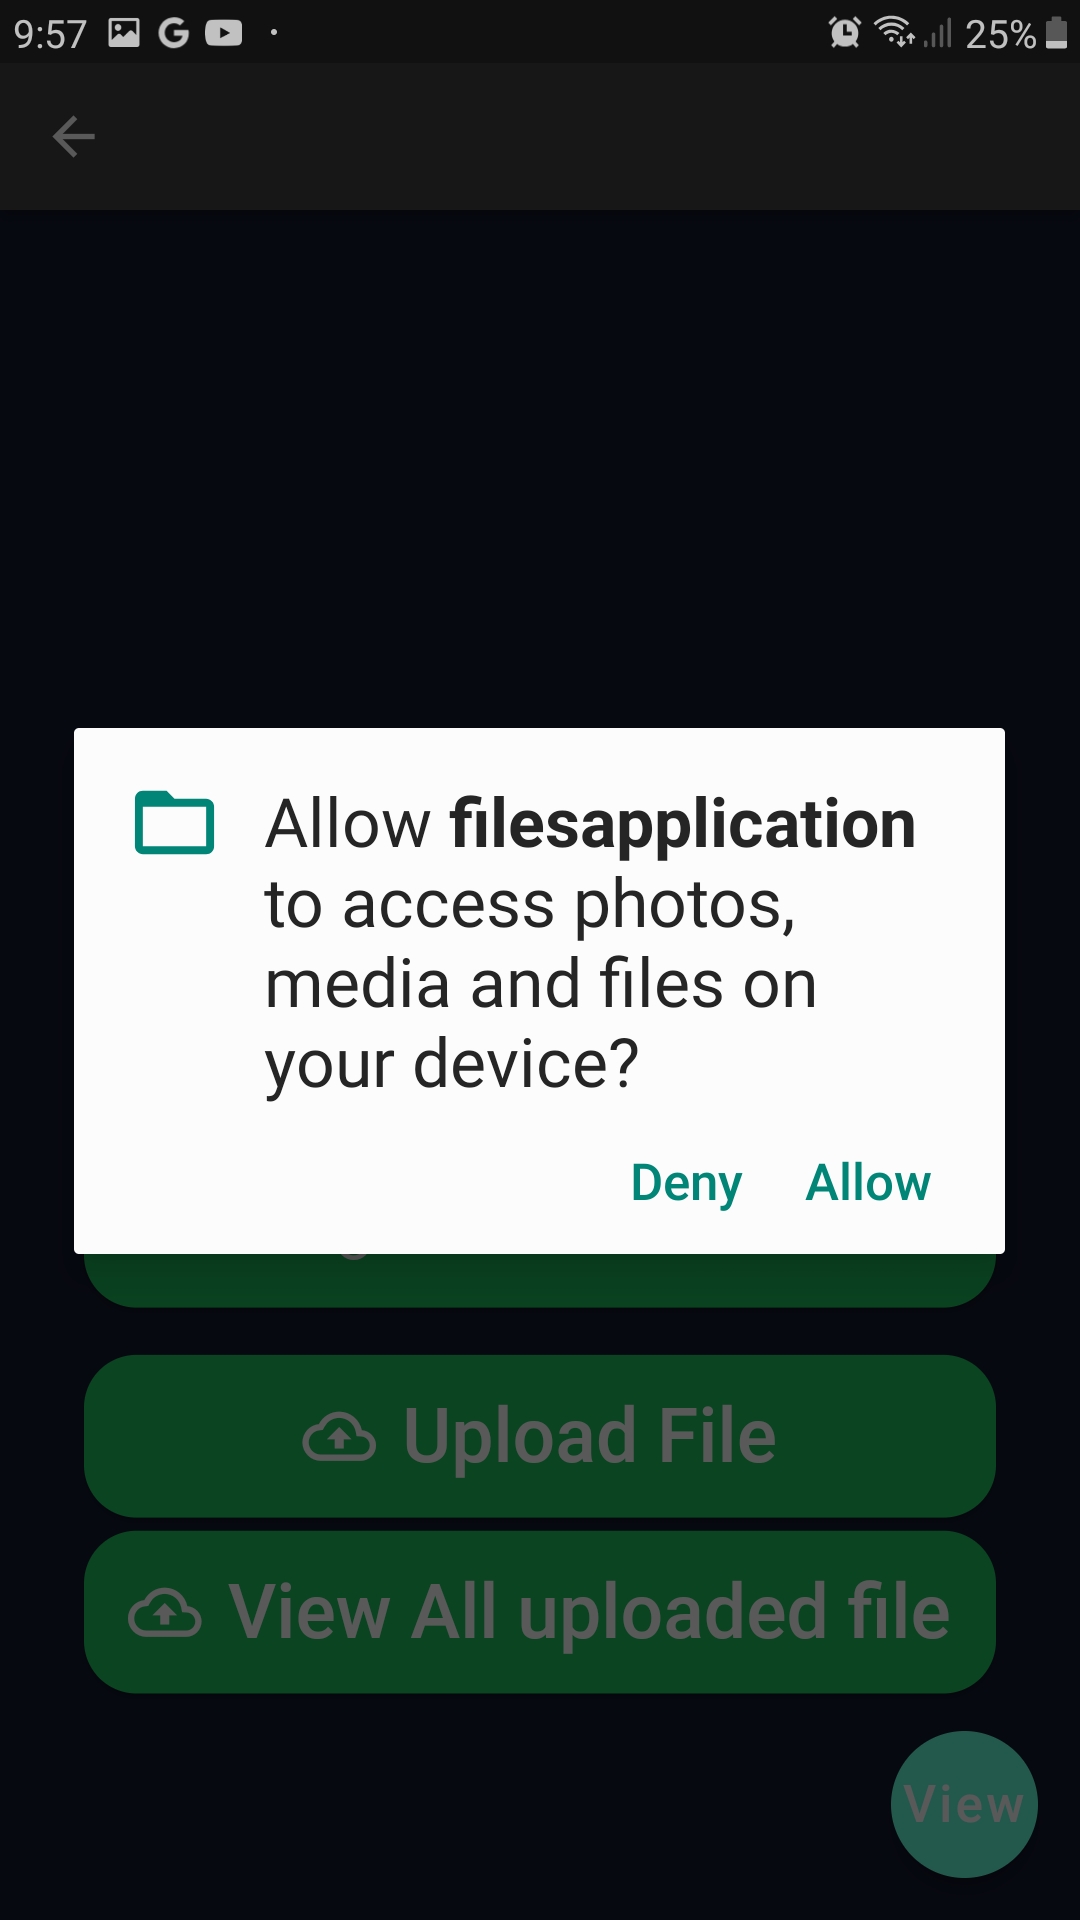 9:57
25%
Allow filesapplication
to access photos,
media and files on
your device?
Deny Allow
Upload File
View All uploaded file
View